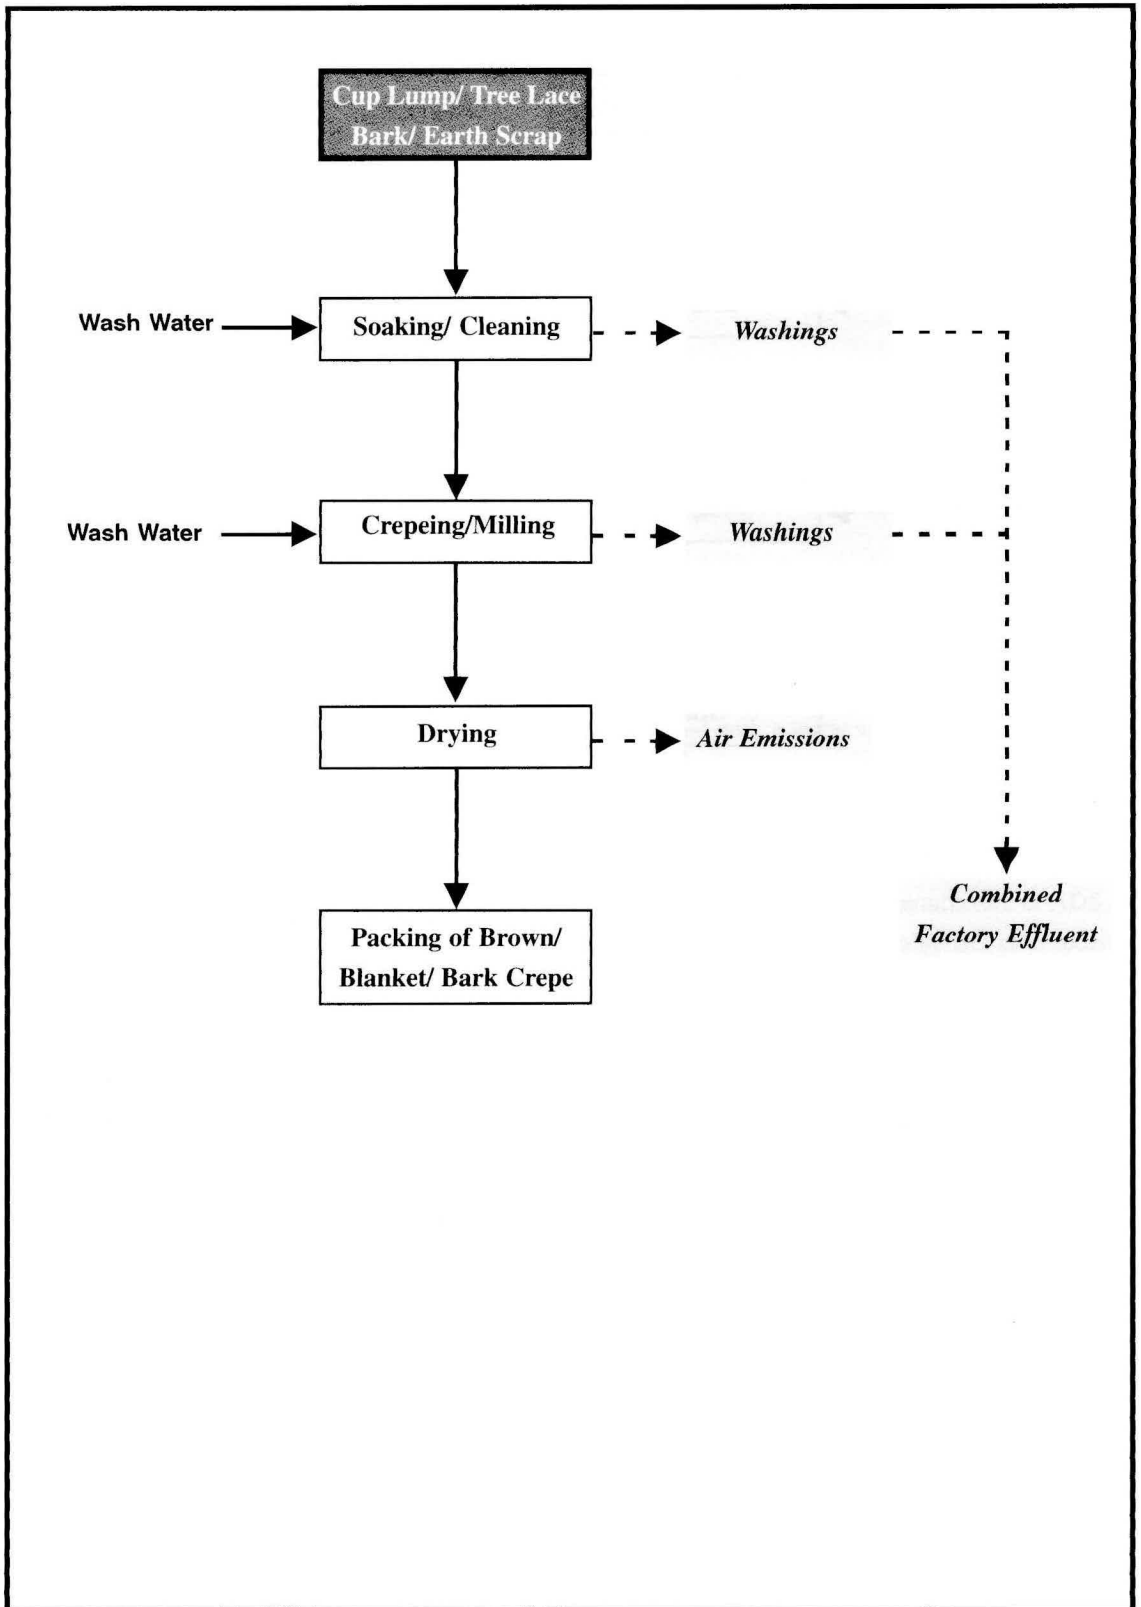 Cup Lump/ Tree Lace
Bark/ Earth Scrap
Wash Water
Soaking/ Cleaning
Washings
Wash Water
Crepeing/Milling
Washings
Drying
Air Emissions
Packing of Brown/
Blanket/ Bark Crepe
Combined
Factory Effluent